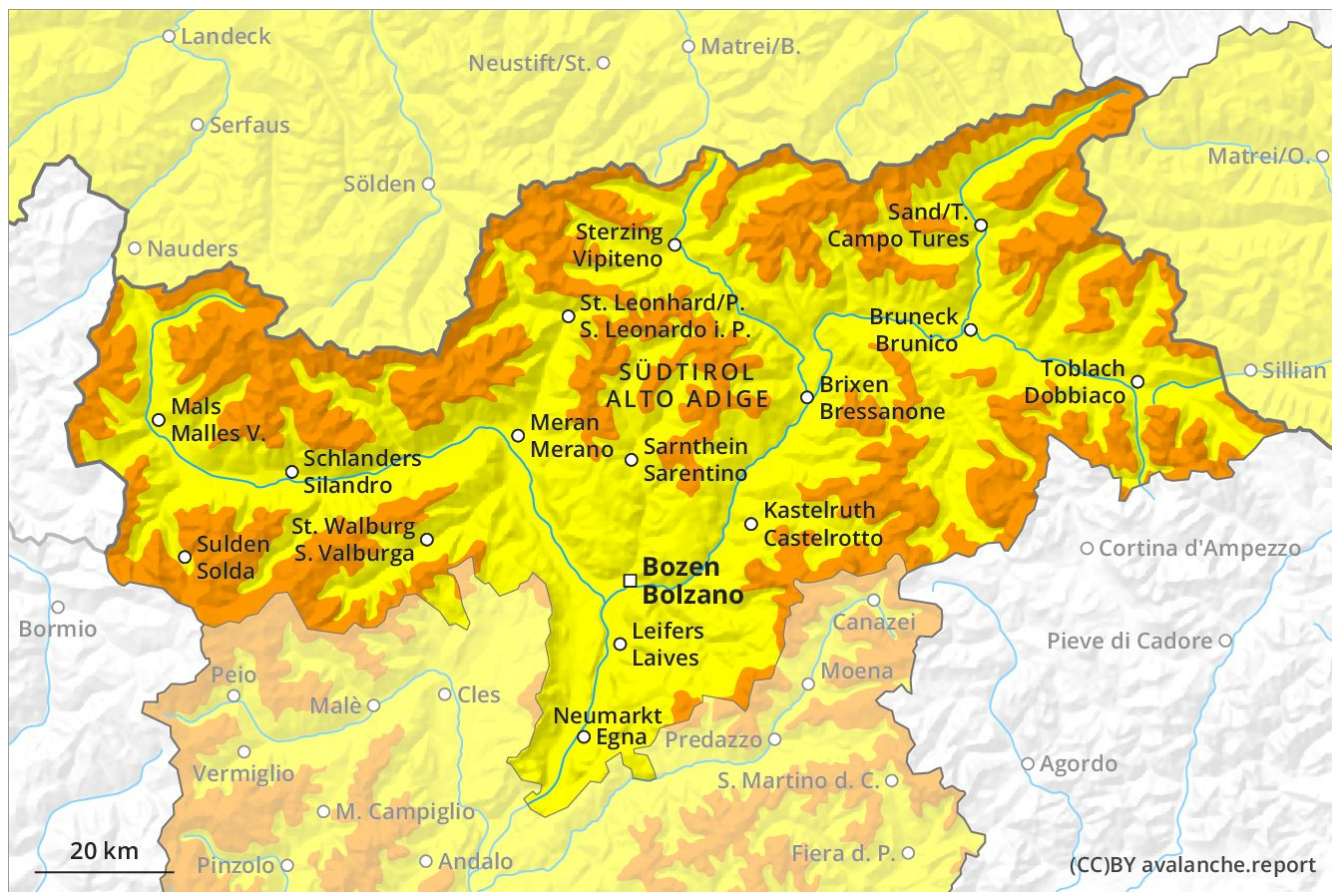 Landeck
Matrei/B.
Neustift/St.
Serfaus
Matrei/O.
Sölden
Sand/T.
Campo Tures
Sterzing
Vipiteno
Nauders
St. Leonhard/P.
S. Leonardo i. P.
Bruneck
Brunico
SÜDTIROL
ALTO ADIGE
Toblach
Dobbiaco
Sillian
Brixen
Bressanone
Mals
Malles V.
Meran
Merano
Sarnthein
Sarentino
Schlanders
Silandro
Kastelruth
Castelrotto
St. Walburg
S. Valburga
Sulden
Solda
Cortina d'Ampezzo
Bozen
Bolzano
Bormio
Canazei
Leifers
Laives
Pieve di Cadore
Peio
Moena
Malè
Cles
Neumarkt
Egna
Predazzo
Vermiglio
Agordo
S. Martino d. C.
M. Campiglio
20 km
Pinzolo
Andalo
Fiera d. P.
(CC)BY avalanche.report